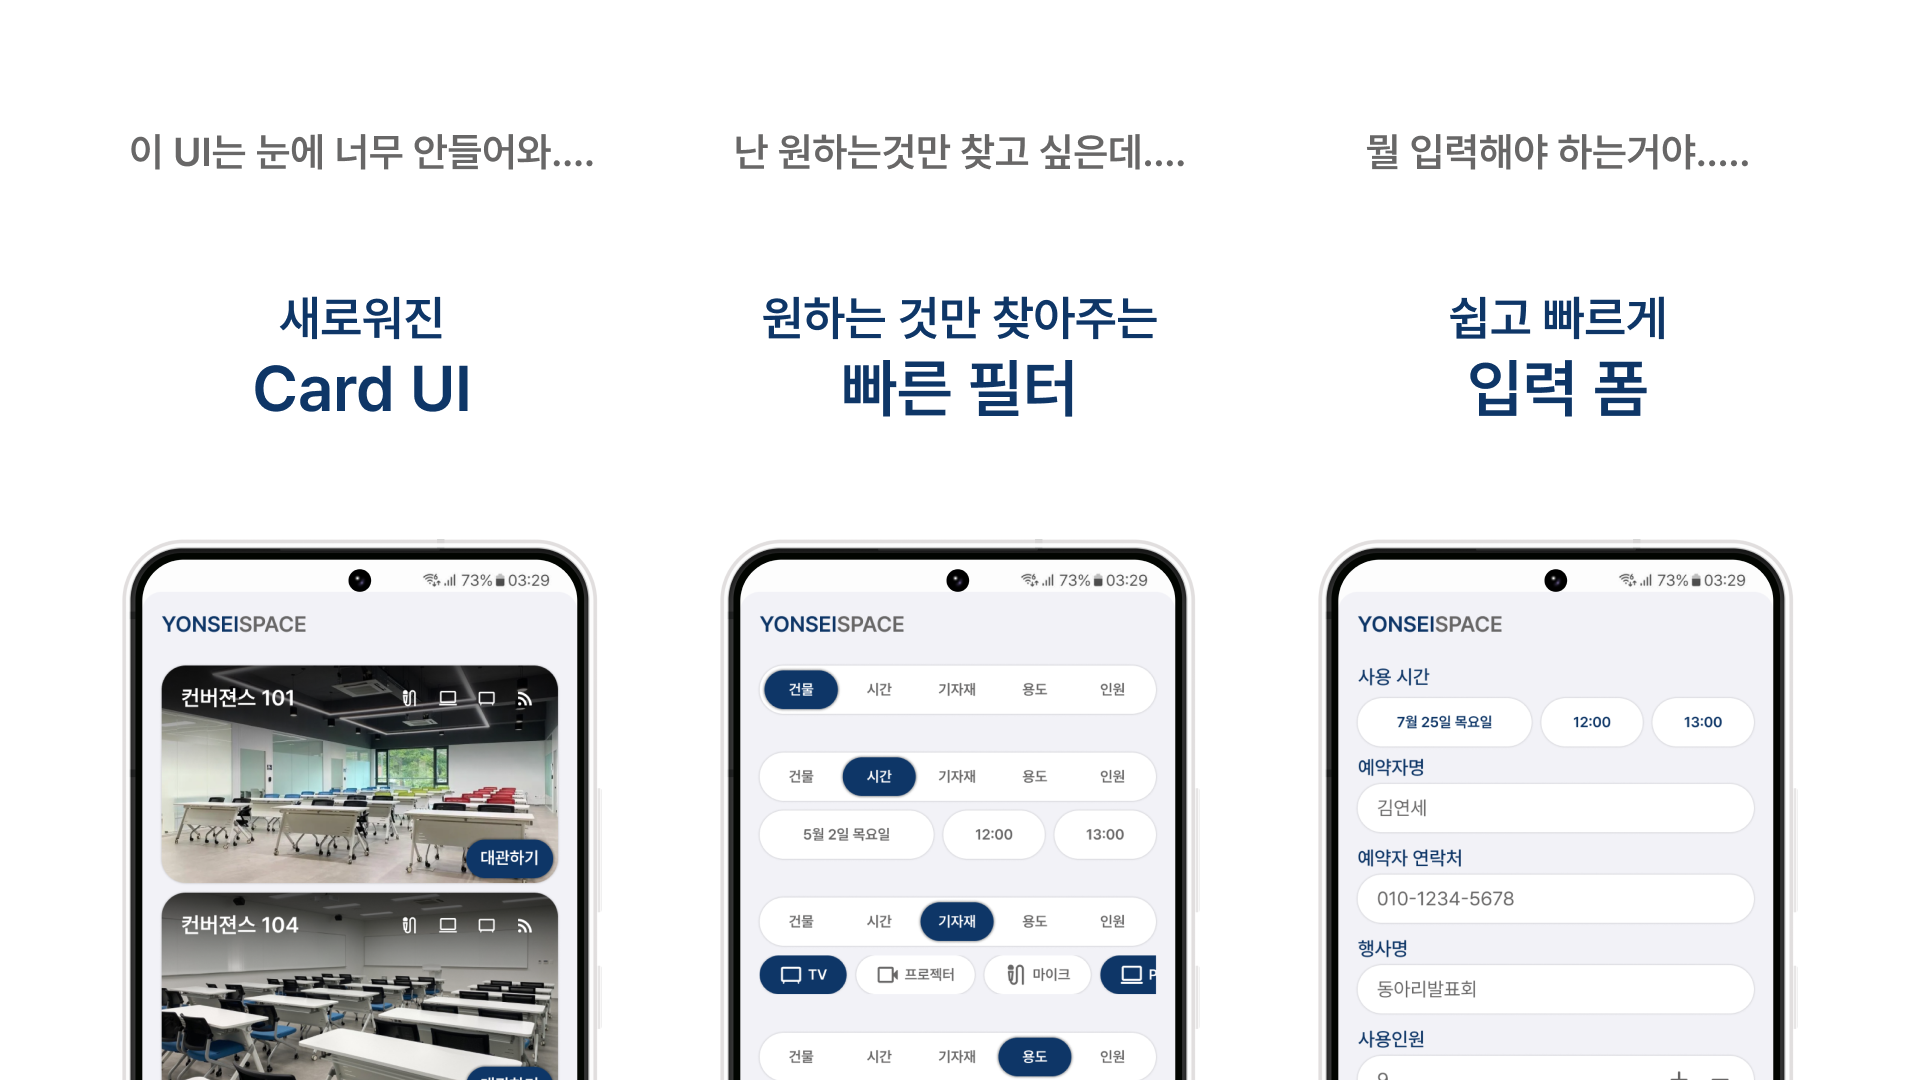 이 UI는 눈에 너무 안들어와....
새로워진
Card UI
73% 03:29
YONSEISPACE
컨버젼스 101
대관하기
컨버젼스 104
난 원하는것만 찾고 싶은데....
원하는 것만 찾아주는
빠른 필터
73% 03:29
YONSEISPACE
건물 시간 기자재 용도 인원
건물 시간 기자재 용도 인원
5월 2일 목요일 12:00 13:00
건물 시간 기자재 용도 인원
TV 프로젝터 마이크
건물 시간 기자재 용도 인원
뭘 입력해야 하는거야.....
쉽고 빠르게
입력 폼
73% 03:29
YONSEISPACE
사용 시간
7월 25일 목요일 12:00 13:00
예약자명
김연세
예약자 연락처
010-1234-5678
행사명
동아리발표회
사용인원